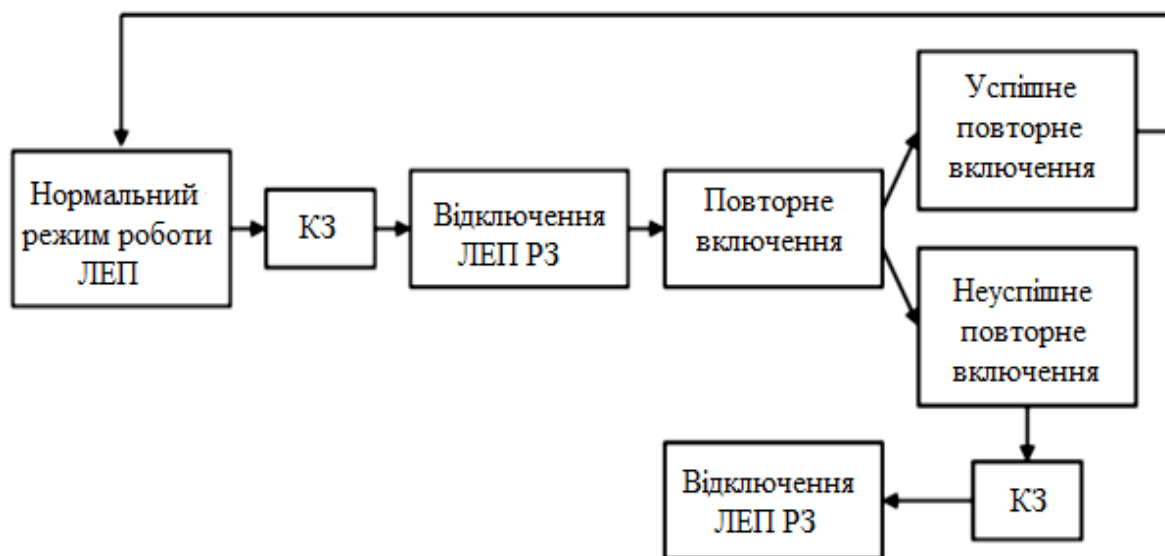 Нормальний
режим роботи
ЛЕП
КЗ
Відключення
ЛЕП РЗ
Повторне
включення
Успішне
повторне
включення
Неуспішне
повторне
включення
КЗ
Відключення
ЛЕП РЗ